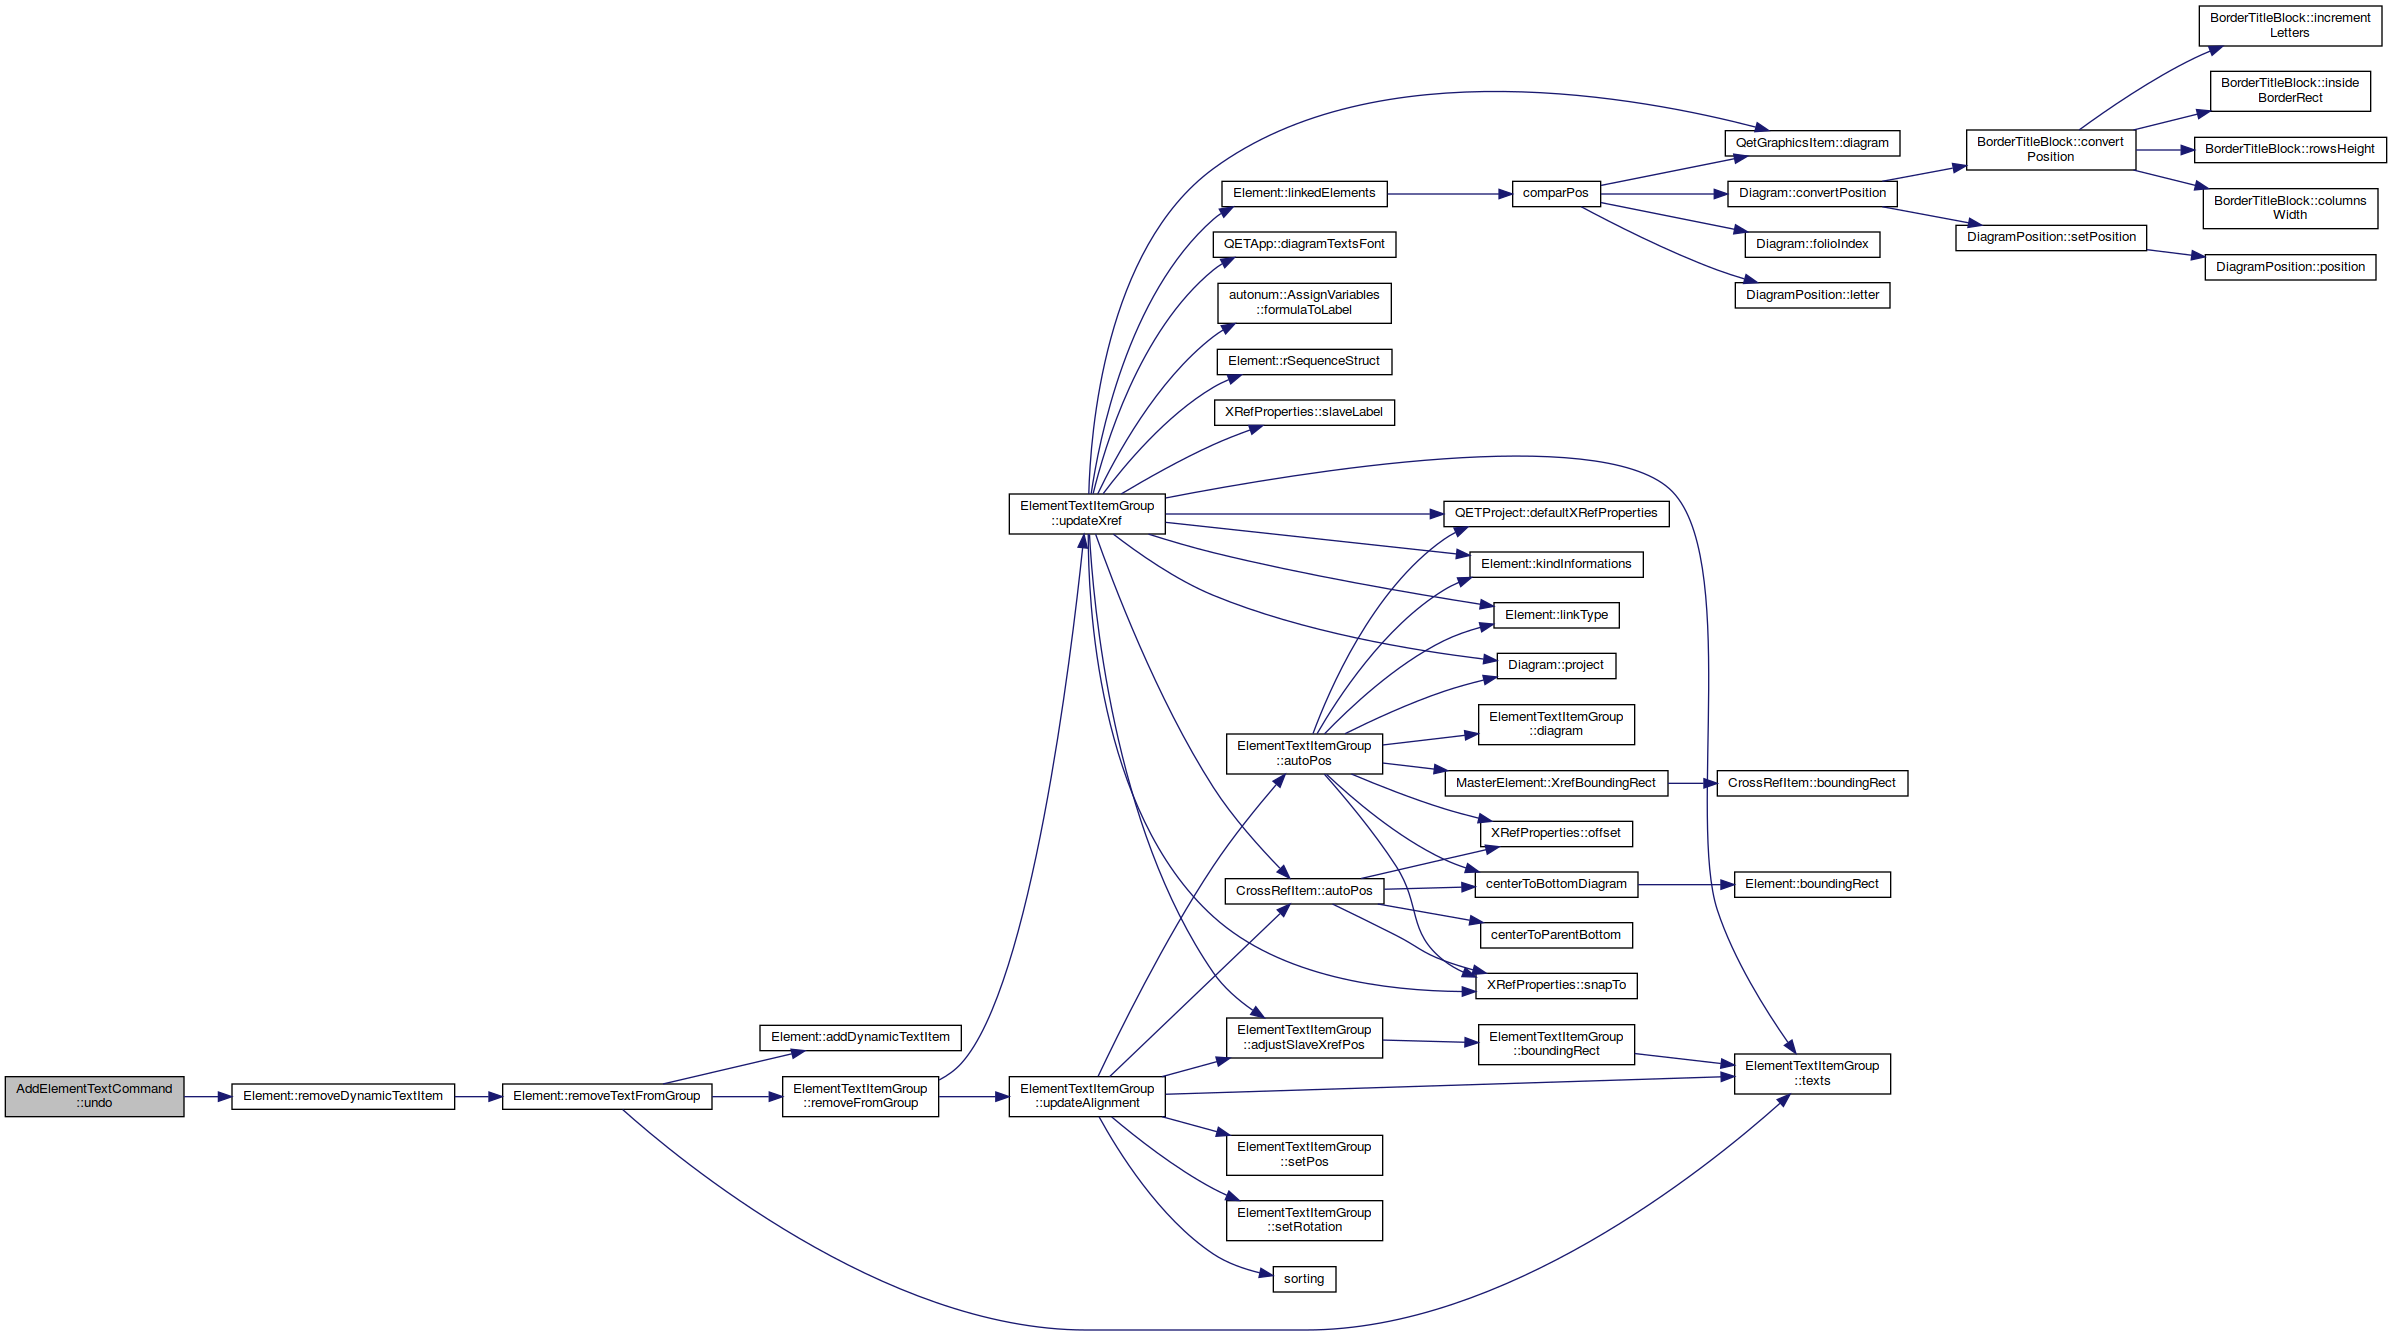 BorderTitleBlock::increment
Letters
BorderTitleBlock::inside
BorderRect
QetGraphicsItem::diagram
BorderTitleBlock::convert
Position
BorderTitleBlock::rowsHeight
Element::linkedElements
comparPos
Diagram::convertPosition
BorderTitleBlock::columns
Width
QETApp::diagramTextsFont
Diagram::folioIndex
DiagramPosition::setPosition
DiagramPosition::position
autonum::AssignVariables
::formulaToLabel
DiagramPosition::letter
Element::rSequenceStruct
XRefProperties::slaveLabel
ElementTextItemGroup
::updateXref
QETProject::defaultXRefProperties
Element::kindInformations
Element::linkType
Diagram::project
ElementTextItemGroup
::diagram
ElementTextItemGroup
::autoPos
MasterElement::XrefBoundingRect
CrossRefItem::boundingRect
XRefProperties::offset
CrossRefItem::autoPos
centerToBottomDiagram
Element::boundingRect
centerToParentBottom
XRefProperties::snapTo
Element::addDynamicTextItem
ElementTextItemGroup
::adjustSlaveXrefPos
ElementTextItemGroup
::boundingRect
ElementTextItemGroup
::texts
AddElementTextCommand
::undo
Element::removeDynamicTextItem
Element::removeTextFromGroup
ElementTextItemGroup
::removeFromGroup
ElementTextItemGroup
::updateAlignment
ElementTextItemGroup
::setPos
ElementTextItemGroup
::setRotation
sorting